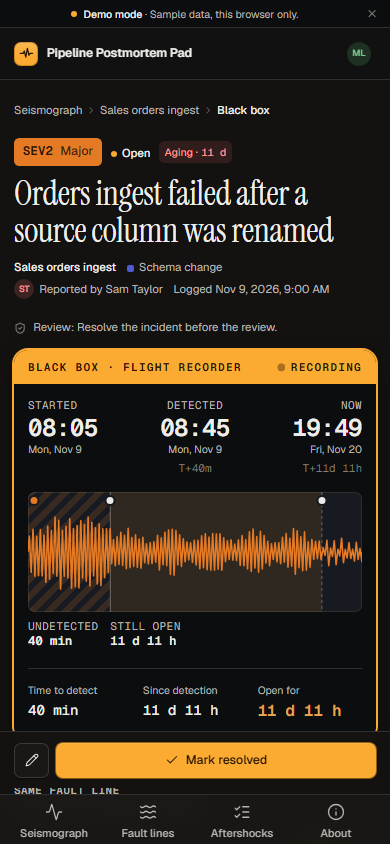 Demo mode · Sample data, this browser only.
Pipeline Postmortem Pad
ML
Seismograph › Sales orders ingest › Black box
SEV2 Major
Open
Aging · 11 d
Orders ingest failed after a
source column was renamed
Sales orders ingest
Schema change
ST
Reported by Sam Taylor
Logged Nov 9, 2026, 9:00 AM
Review: Resolve the incident before the review.
BLACK BOX · FLIGHT RECORDER
RECORDING
STARTED
DETECTED
NOW
08:05
08:45
19:49
Mon, Nov 9
Mon, Nov 9
Fri, Nov 20
T+40m
T+11d 11h
UNDETECTED
STILL OPEN
40 min
11 d 11 h
Time to detect
Since detection
Open for
40 min
11 d 11 h
11 d 11 h
Mark resolved
SAME FAULT LINE
Seismograph
Fault lines
Aftershocks
About